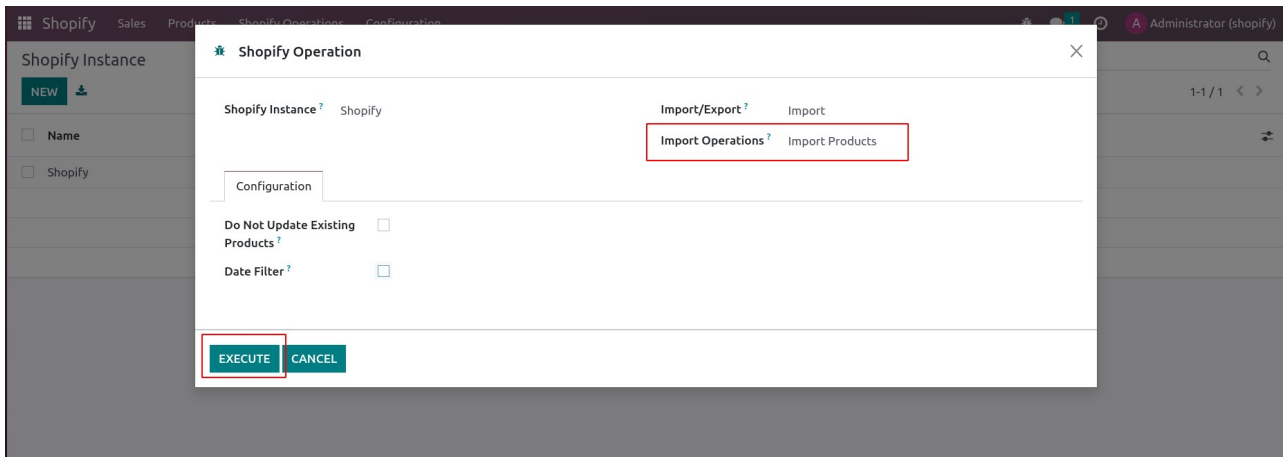 Shopify Sales Products Shopify Operations Configuration 1 A Administrator (shopify)
Shopify Instance
NEW
1-1 / 1
Name
Shopify
Shopify Operation
Shopify Instance ? Shopify
Import/Export ? Import
Import Operations ? Import Products
Configuration
Do Not Update Existing
Products ?
Date Filter ?
EXECUTE CANCEL